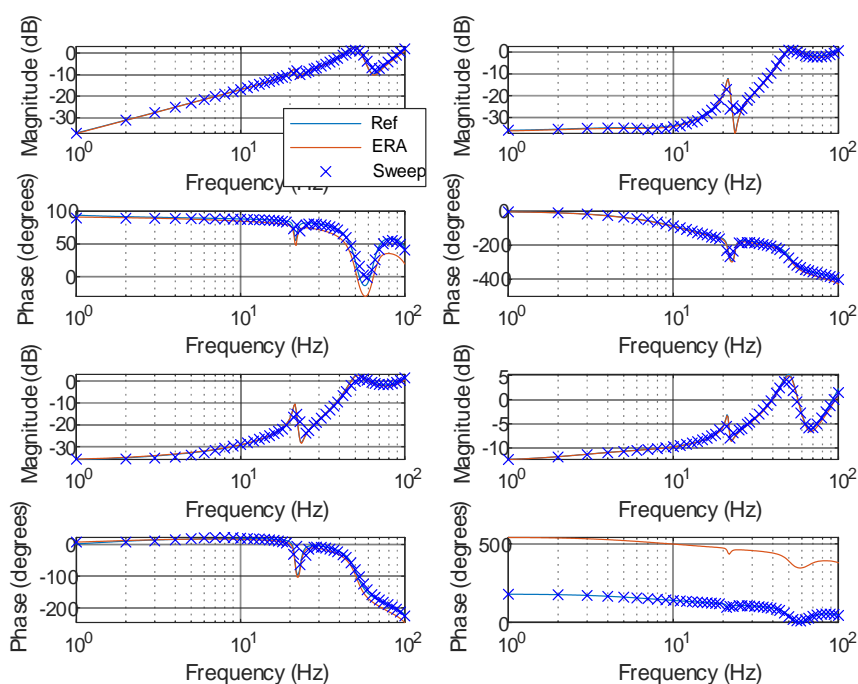 Magnitude (dB)
0
-10
-20
-30
10^0
10^1
10^2
Frequency (Hz)
Magnitude (dB)
0
-10
-20
-30
10^0
10^1
10^2
Frequency (Hz)
Ref
ERA
Sweep
Phase (degrees)
100
50
0
10^0
10^1
10^2
Frequency (Hz)
Phase (degrees)
0
-200
-400
10^0
10^1
10^2
Frequency (Hz)
Magnitude (dB)
0
-10
-20
-30
10^0
10^1
10^2
Frequency (Hz)
Magnitude (dB)
5
0
-5
-10
10^0
10^1
10^2
Frequency (Hz)
Phase (degrees)
0
-100
-200
10^0
10^1
10^2
Frequency (Hz)
Phase (degrees)
500
0
10^0
10^1
10^2
Frequency (Hz)